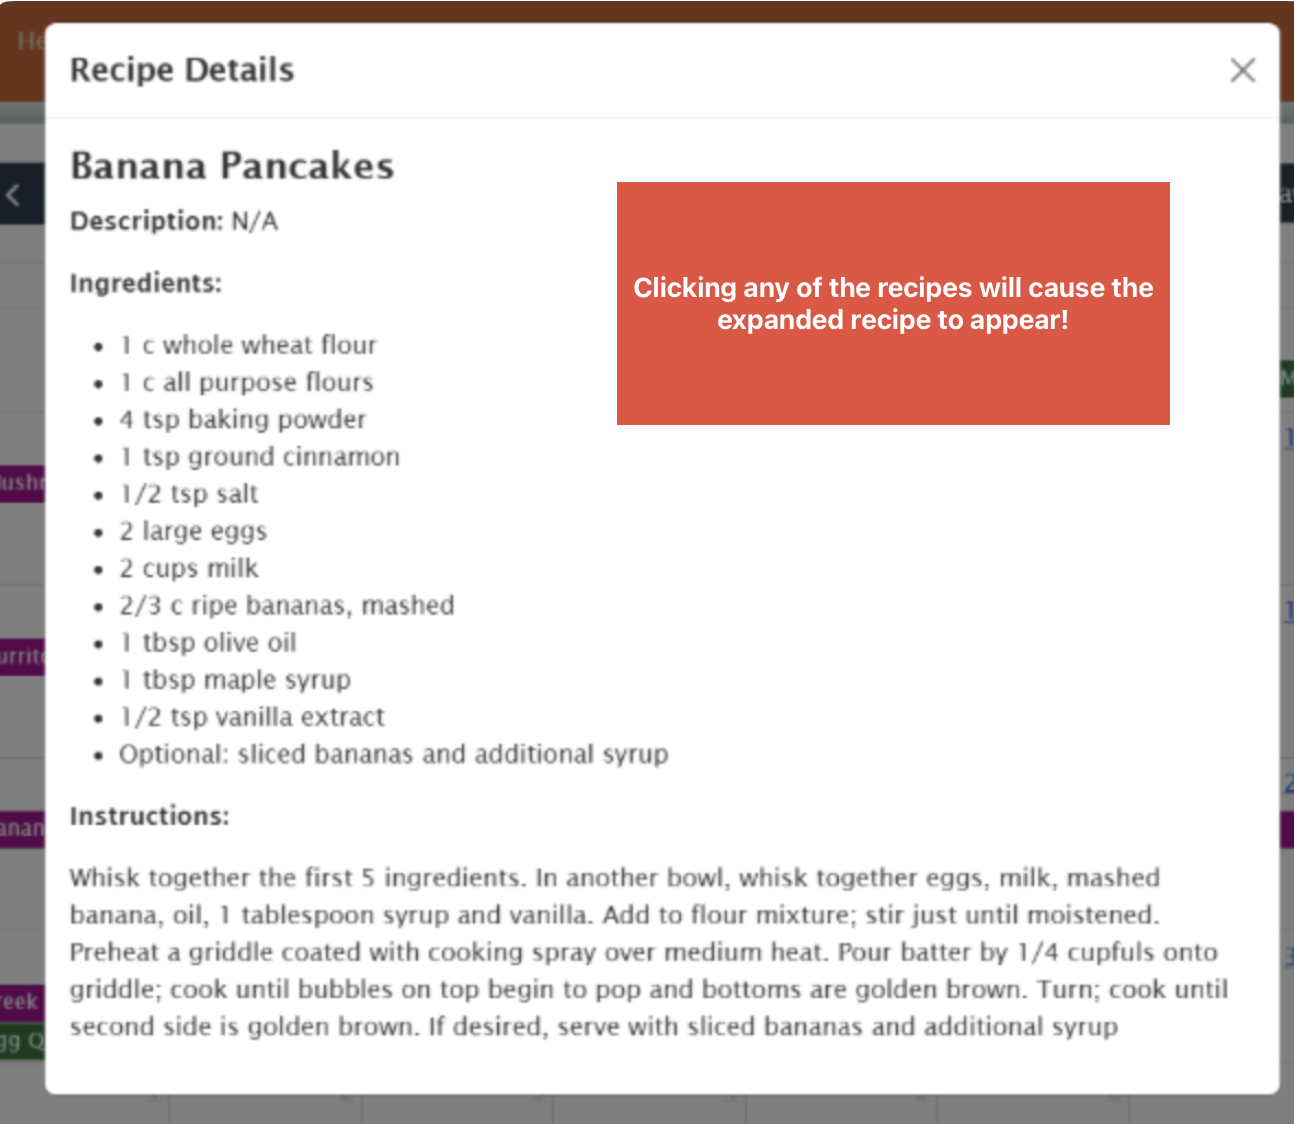 He
Recipe Details
Banana Pancakes
Description: N/A
Clicking any of the recipes will cause the
expanded recipe to appear!
Ingredients:
1 c whole wheat flour
1 c all purpose flours
4 tsp baking powder
1 tsp ground cinnamon
1/2 tsp salt
2 large eggs
2 cups milk
2/3 c ripe bananas, mashed
1 tbsp olive oil
1 tbsp maple syrup
1/2 tsp vanilla extract
Optional: sliced bananas and additional syrup
Instructions:
Whisk together the first 5 ingredients. In another bowl, whisk together eggs, milk, mashed
banana, oil, 1 tablespoon syrup and vanilla. Add to flour mixture; stir just until moistened.
Preheat a griddle coated with cooking spray over medium heat. Pour batter by 1/4 cupfuls onto
griddle; cook until bubbles on top begin to pop and bottoms are golden brown. Turn; cook until
second side is golden brown. If desired, serve with sliced bananas and additional syrup